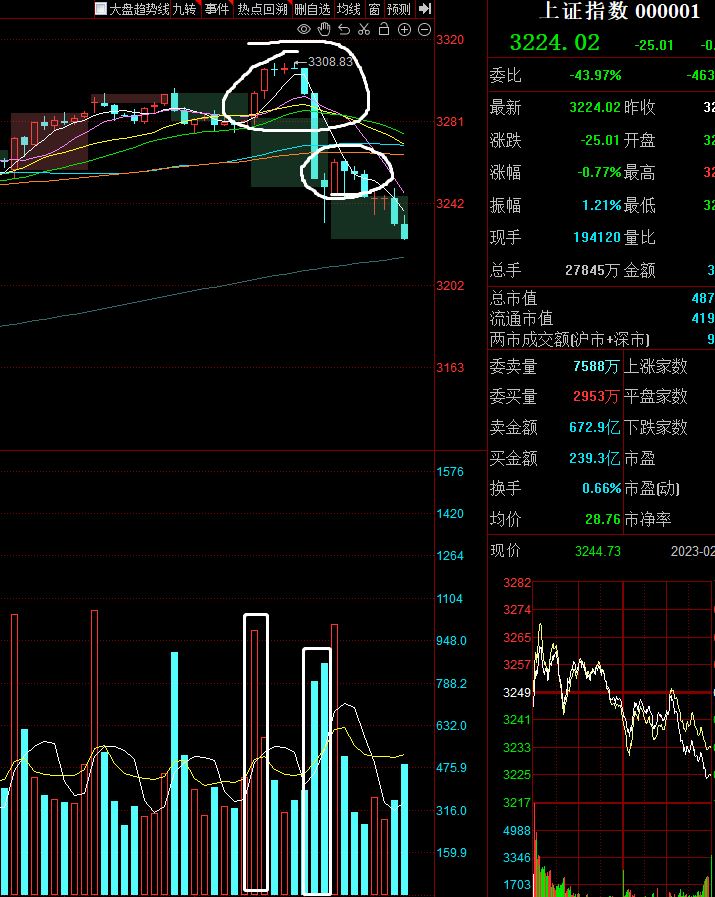 大盘趋势线 九转 事件 热点回溯 删自选 均线 窗 预测
上证指数 000001
3224.02 -25.01 -0.
委比 -43.97% -463
最新 3224.02 昨收 32
涨跌 -25.01 开盘 32
涨幅 -0.77% 最高 32
振幅 1.21% 最低 32
现手 194120 量比
总手 27845万 金额 3
总市值 487
流通市值 419
两市成交额(沪市+深市) 9
委卖量 7588万 上涨家数
委买量 2953万 平盘家数
卖金额 672.9亿 下跌家数
买金额 239.3亿 市盈
换手 0.66% 市盈(动)
均价 28.76 市净率
现价 3244.73 2023-02
3320
3308.83
3281
3242
3202
3163
1576
1420
1264
1104
948.0
788.2
632.0
475.9
316.0
159.9
3282
3274
3265
3257
3249
3241
3233
3225
3217
4988
3346
1703